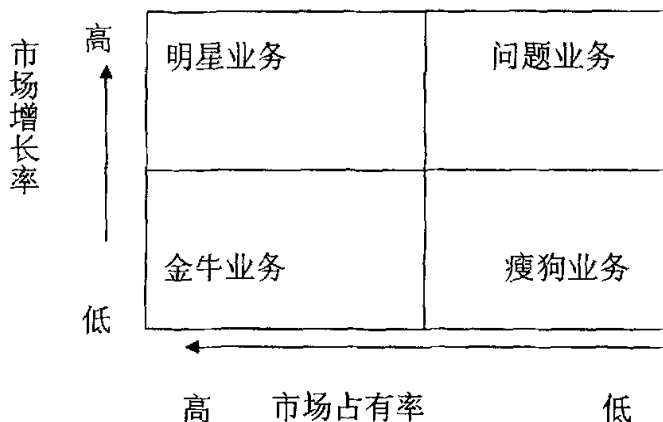 市场增长率
高
明星业务
问题业务
金牛业务
瘦狗业务
低
高 市场占有率 低